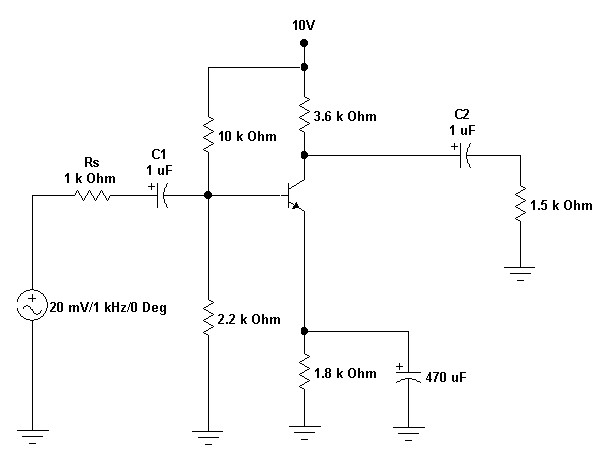 10V
3.6 k Ohm
C2
1 uF
10 k Ohm
C1
1 uF
Rs
1 k Ohm
+
+
1.5 k Ohm
+
20 mV/1 kHz/0 Deg
2.2 k Ohm
1.8 k Ohm
+
470 uF